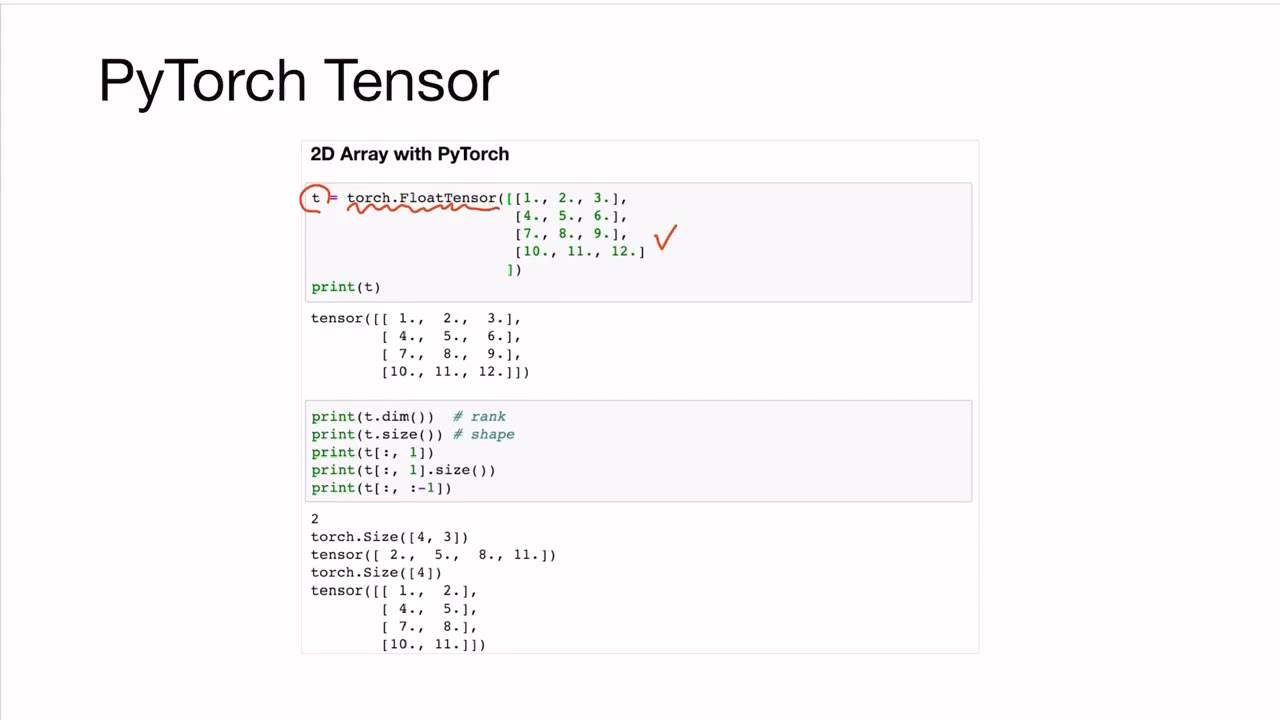 PyTorch Tensor
2D Array with PyTorch
t = torch.FloatTensor([[1., 2., 3.],
[4., 5., 6.],
[7., 8., 9.],
[10., 11., 12.]
])
print(t)
tensor([[ 1., 2., 3.],
[ 4., 5., 6.],
[ 7., 8., 9.],
[10., 11., 12.]])
print(t.dim()) # rank
print(t.size()) # shape
print(t[:, 1])
print(t[:, 1].size())
print(t[:, :-1])
2
torch.Size([4, 3])
tensor([ 2., 5., 8., 11.])
torch.Size([4])
tensor([[ 1., 2.],
[ 4., 5.],
[ 7., 8.],
[10., 11.]])